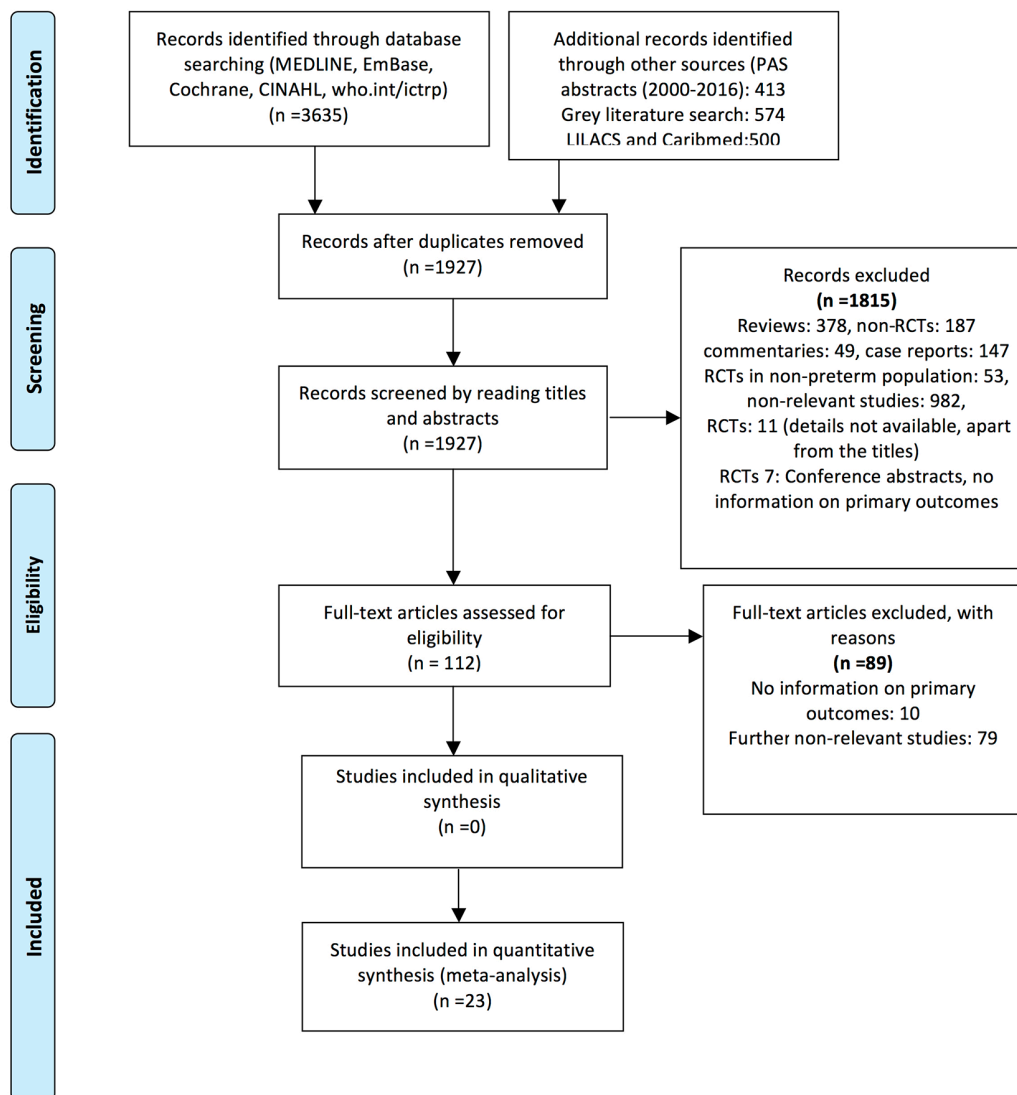 Identification
Records identified through database
searching (MEDLINE, EmBase,
Cochrane, CINAHL, who.int/ictrp)
(n =3635)
Additional records identified
through other sources (PAS
abstracts (2000-2016): 413
Grey literature search: 574
LILACS and Caribmed:500
Records after duplicates removed
(n =1927)
Screening
Records screened by reading titles
and abstracts
(n =1927)
Records excluded
(n =1815)
Reviews: 378, non-RCTs: 187
commentaries: 49, case reports: 147
RCTs in non-preterm population: 53,
non-relevant studies: 982,
RCTs: 11 (details not available, apart
from the titles)
RCTs 7: Conference abstracts, no
information on primary outcomes
Eligibility
Full-text articles assessed for
eligibility
(n = 112)
Full-text articles excluded, with
reasons
(n =89)
No information on primary
outcomes: 10
Further non-relevant studies: 79
Included
Studies included in qualitative
synthesis
(n =0)
Studies included in quantitative
synthesis (meta-analysis)
(n =23)